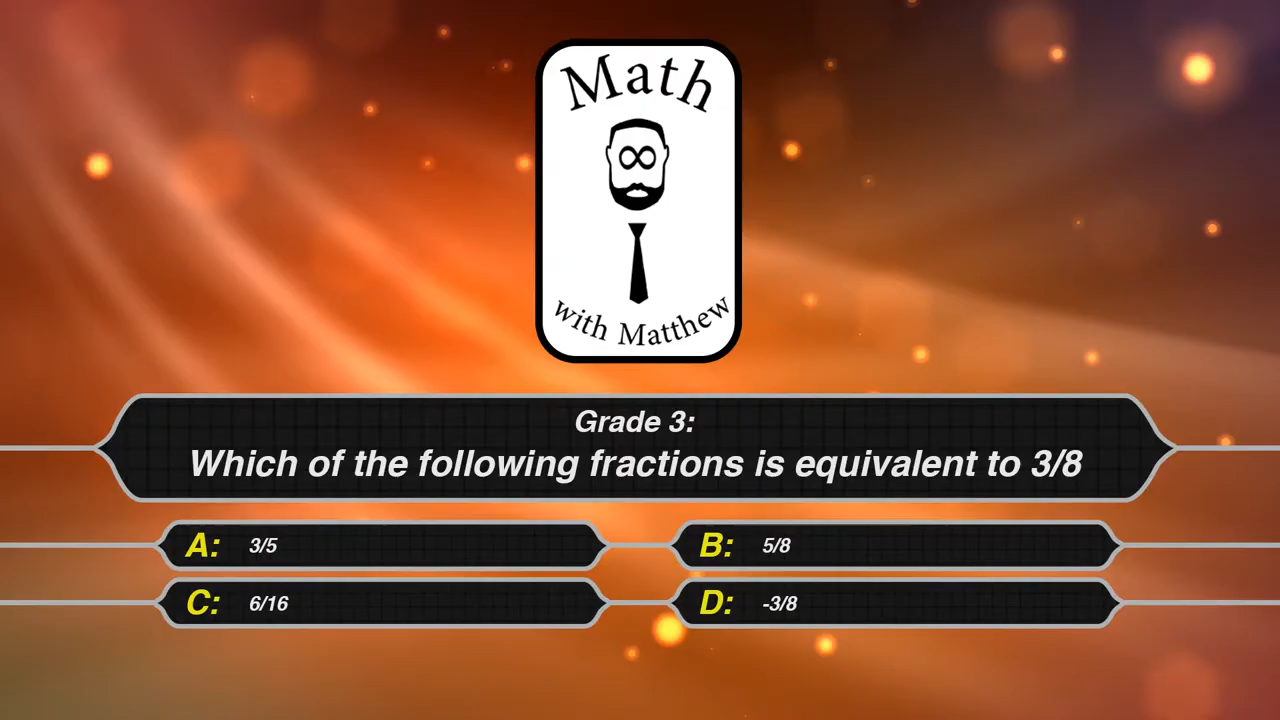 Math
with Matthew
Grade 3:
Which of the following fractions is equivalent to 3/8
A: 3/5
B: 5/8
C: 6/16
D: -3/8